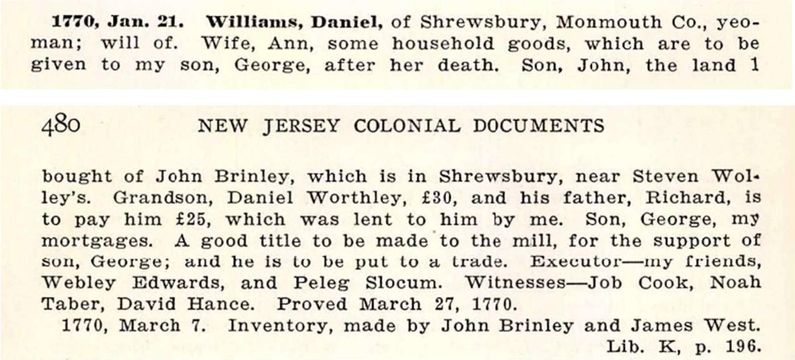 1770, Jan. 21. Williams, Daniel, of Shrewsbury, Monmouth Co., yeo-
man; will of. Wife, Ann, some household goods, which are to be
given to my son, George, after her death. Son, John, the land 1
480 NEW JERSEY COLONIAL DOCUMENTS
bought of John Brinley, which is in Shrewsbury, near Steven Wol-
ley's. Grandson, Daniel Worthley, £30, and his father, Richard, is
to pay him £25, which was lent to him by me. Son, George, my
mortgages. A good title to be made to the mill, for the support of
son, George; and he is to be put to a trade. Executor—my friends,
Webley Edwards, and Peleg Slocum. Witnesses—Job Cook, Noah
Taber, David Hance. Proved March 27, 1770.
1770, March 7. Inventory, made by John Brinley and James West.
Lib. K, p. 196.